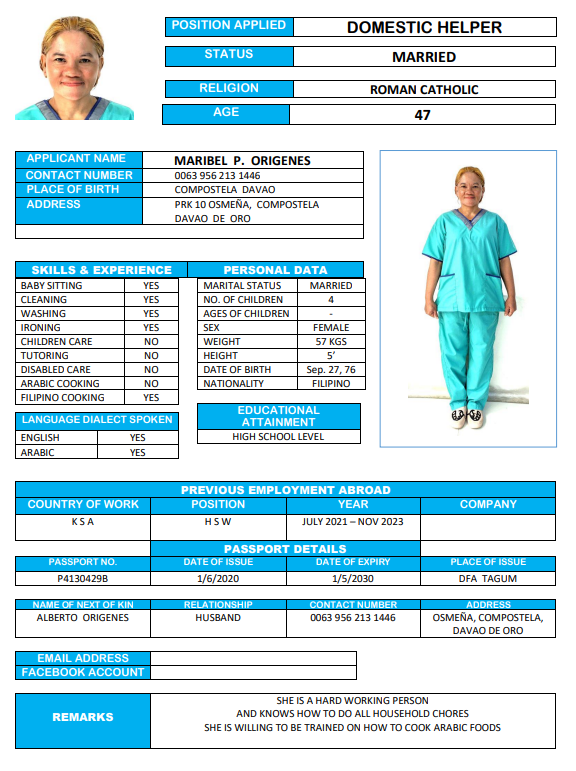 POSITION APPLIED DOMESTIC HELPER
STATUS MARRIED
RELIGION ROMAN CATHOLIC
AGE 47
APPLICANT NAME MARIBEL P. ORIGENES
CONTACT NUMBER 0063 956 213 1446
PLACE OF BIRTH COMPOSTELA DAVAO
ADDRESS PRK 10 OSMEÑA, COMPOSTELA
DAVAO DE ORO
SKILLS & EXPERIENCE PERSONAL DATA
BABY SITTING YES MARITAL STATUS MARRIED
CLEANING YES NO. OF CHILDREN 4
WASHING YES AGES OF CHILDREN -
IRONING YES SEX FEMALE
CHILDREN CARE NO WEIGHT 57 KGS
TUTORING NO HEIGHT 5’
DISABLED CARE NO DATE OF BIRTH Sep. 27, 76
ARABIC COOKING NO NATIONALITY FILIPINO
FILIPINO COOKING YES
LANGUAGE DIALECT SPOKEN
ENGLISH YES
ARABIC YES
EDUCATIONAL
ATTAINMENT
HIGH SCHOOL LEVEL
PREVIOUS EMPLOYMENT ABROAD
COUNTRY OF WORK POSITION YEAR COMPANY
K S A H S W JULY 2021 – NOV 2023
PASSPORT DETAILS
PASSPORT NO. DATE OF ISSUE DATE OF EXPIRY PLACE OF ISSUE
P4130429B 1/6/2020 1/5/2030 DFA TAGUM
NAME OF NEXT OF KIN RELATIONSHIP CONTACT NUMBER ADDRESS
ALBERTO ORIGENES HUSBAND 0063 956 213 1446 OSMEÑA, COMPOSTELA,
DAVAO DE ORO
EMAIL ADDRESS
FACEBOOK ACCOUNT
REMARKS
SHE IS A HARD WORKING PERSON
AND KNOWS HOW TO DO ALL HOUSEHOLD CHORES
SHE IS WILLING TO BE TRAINED ON HOW TO COOK ARABIC FOODS